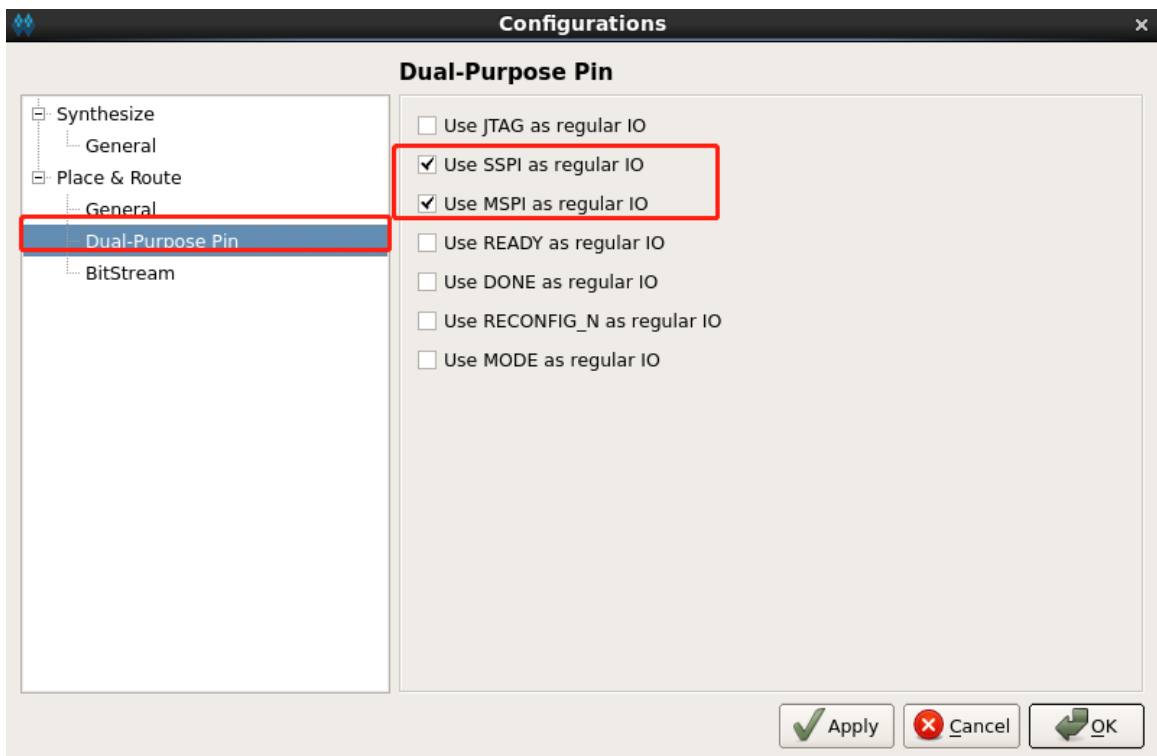 Configurations
Dual-Purpose Pin
Synthesize
General
Place & Route
General
Dual-Purpose Pin
BitStream
Use JTAG as regular IO
Use SSPI as regular IO
Use MSPI as regular IO
Use READY as regular IO
Use DONE as regular IO
Use RECONFIG_N as regular IO
Use MODE as regular IO
Apply
Cancel
OK